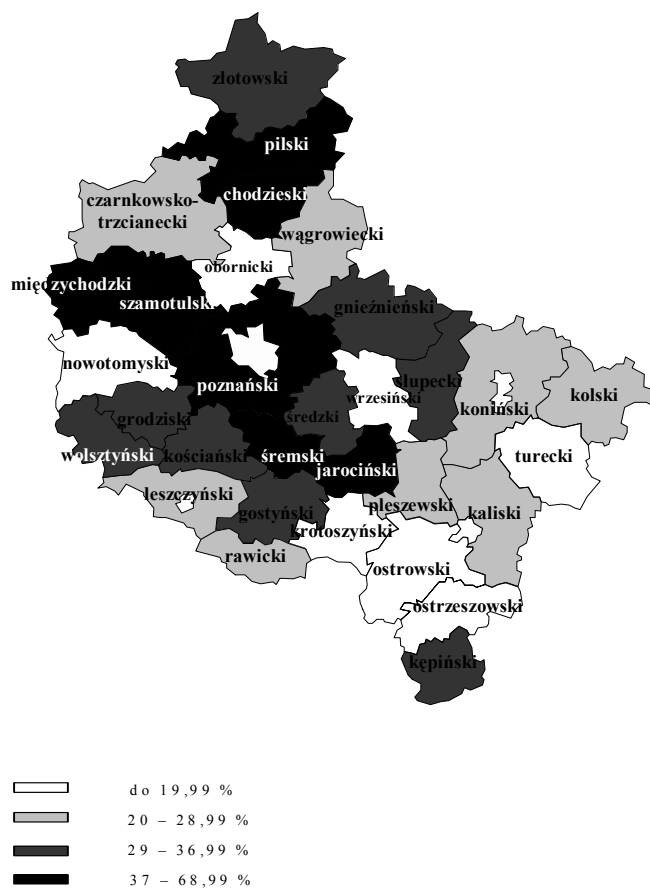 złotowski
pilski
chodzieski
czarnkowsko-
trzcianecki
wągrowiecki
obornicki
międzychodzki
szamotulski
gnieźnieński
nowotomyski
poznański
słupecki
kolski
wrzesiński
koniński
grodziski
średzki
wolsztyński
kościański
śremski
jarociński
turecki
leszczyński
pleszewski
kaliski
gostyński
krotoszyński
rawicki
ostrowski
ostrzeszowski
kępiński
do 19,99 %
20 – 28,99 %
29 – 36,99 %
37 – 68,99 %